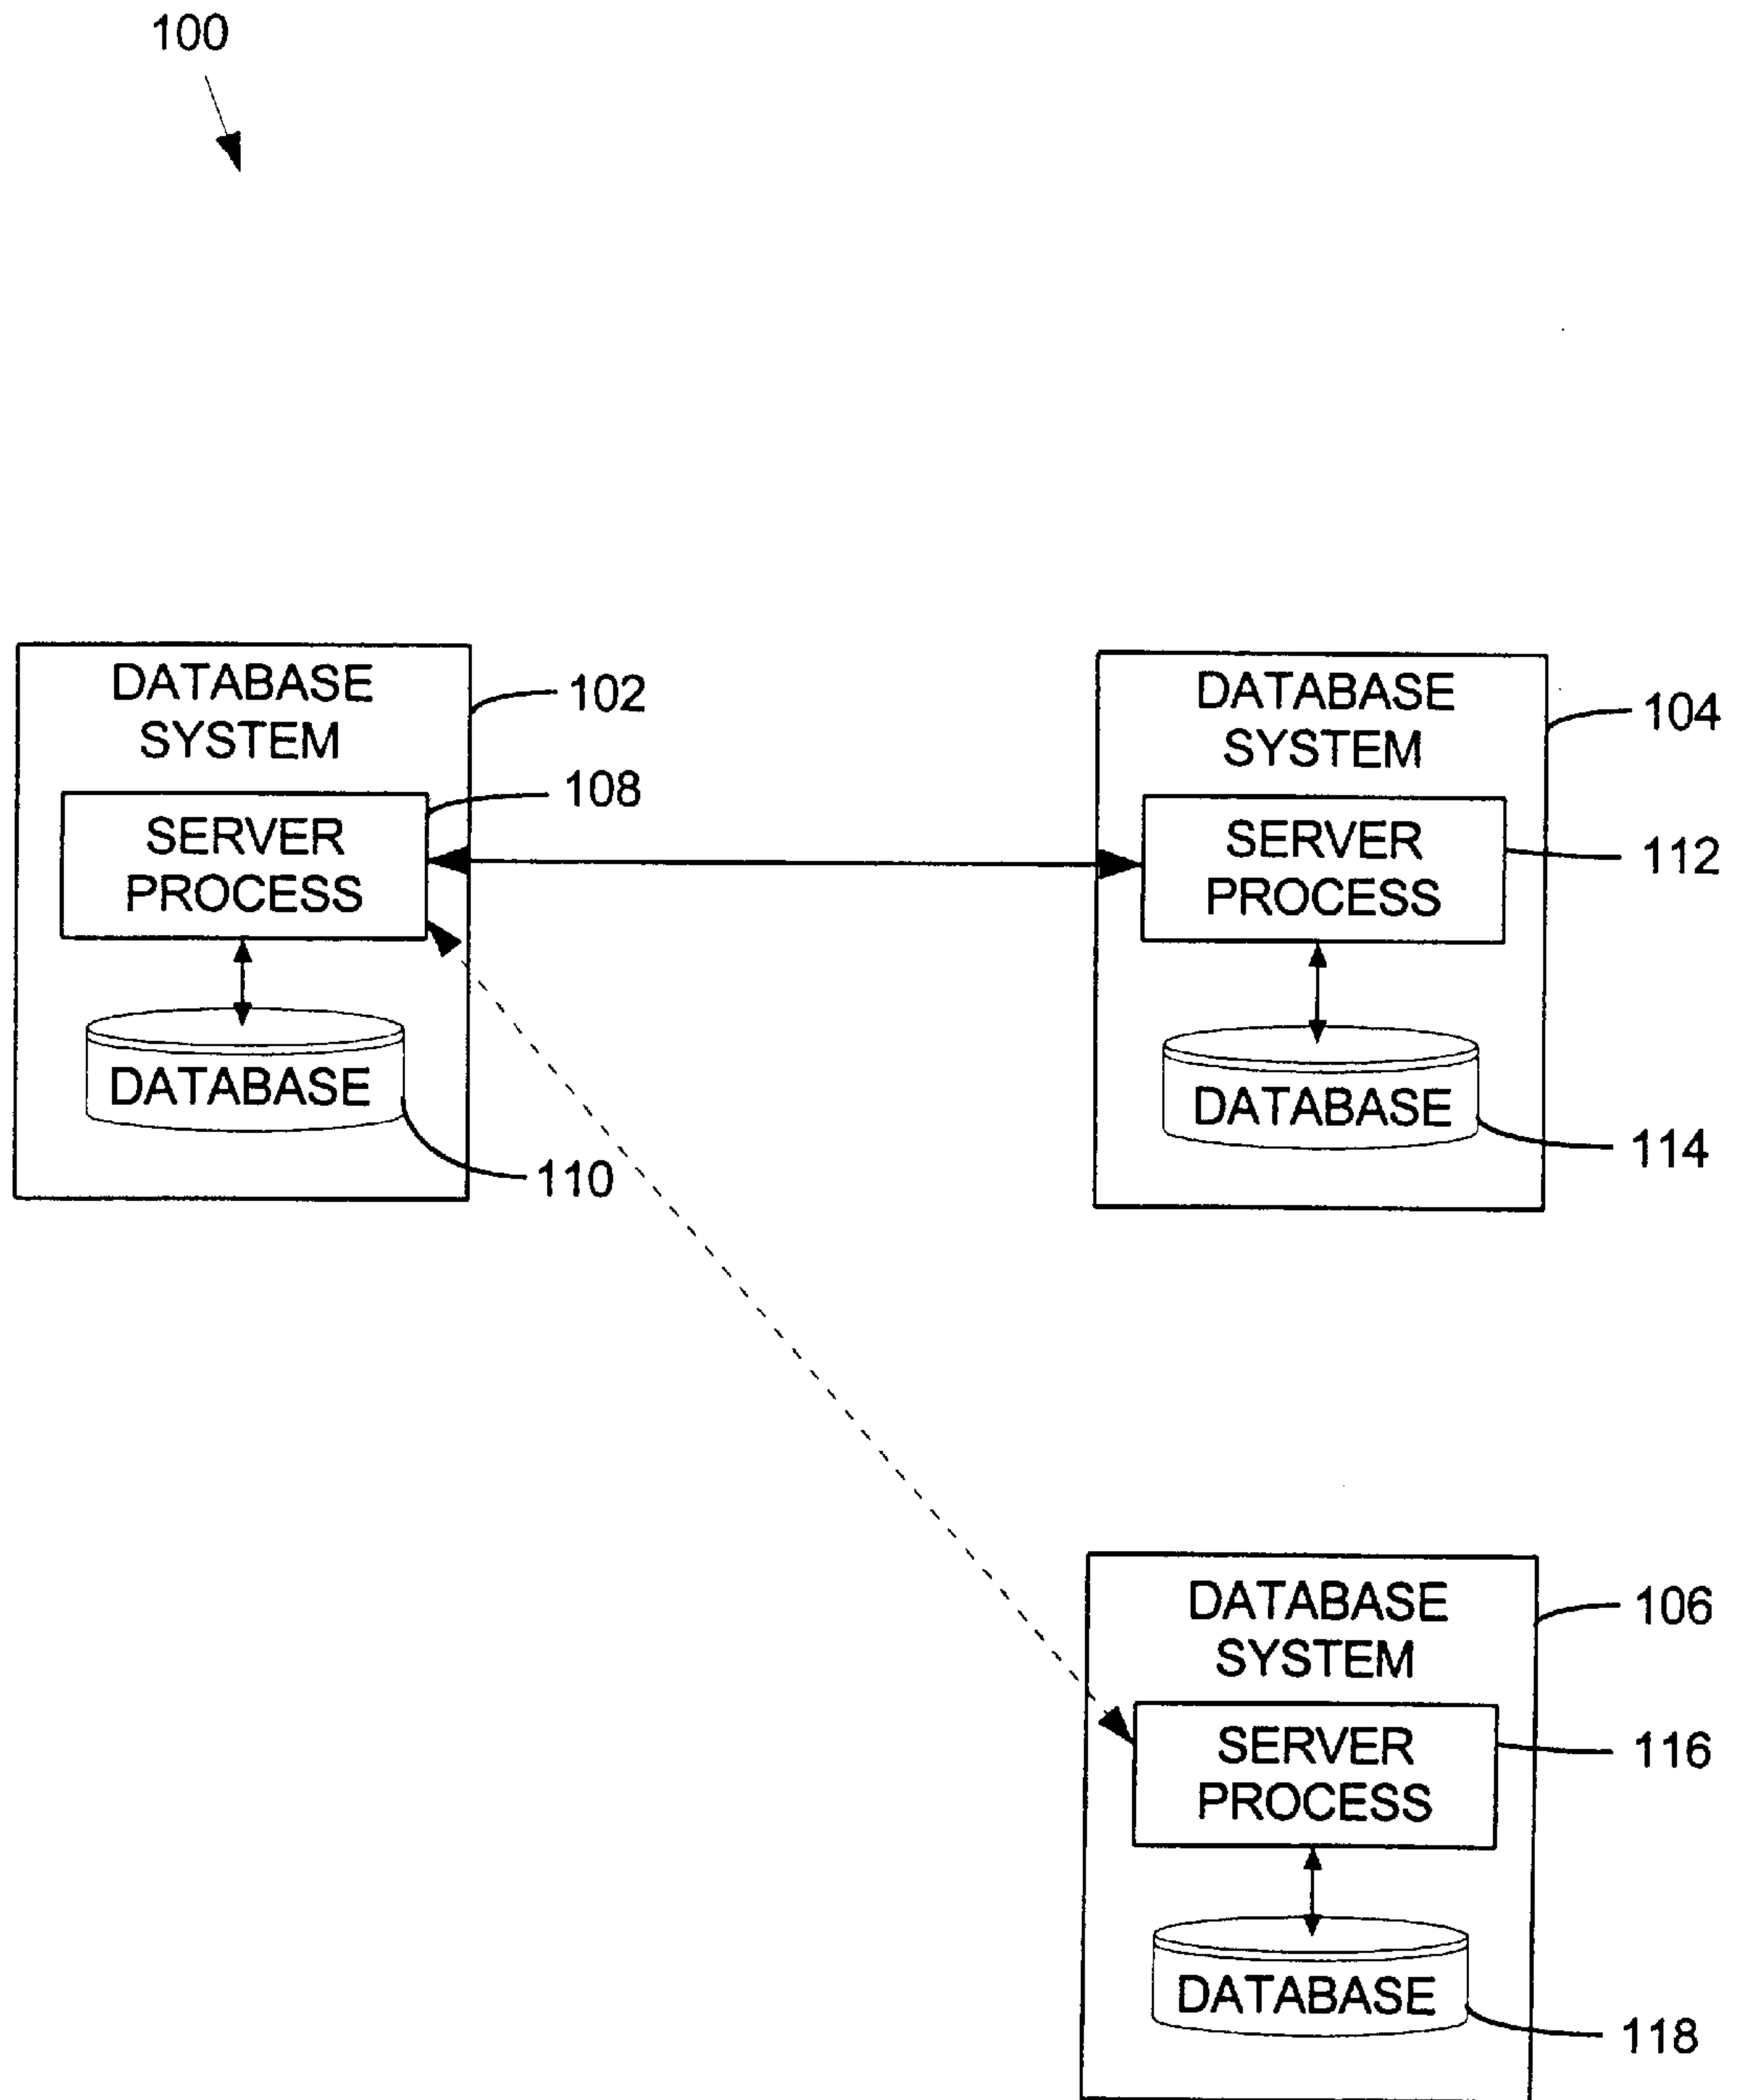 100
DATABASE
SYSTEM
102
SERVER
PROCESS
108
DATABASE
110
DATABASE
SYSTEM
104
SERVER
PROCESS
112
DATABASE
114
DATABASE
SYSTEM
106
SERVER
PROCESS
116
DATABASE
118